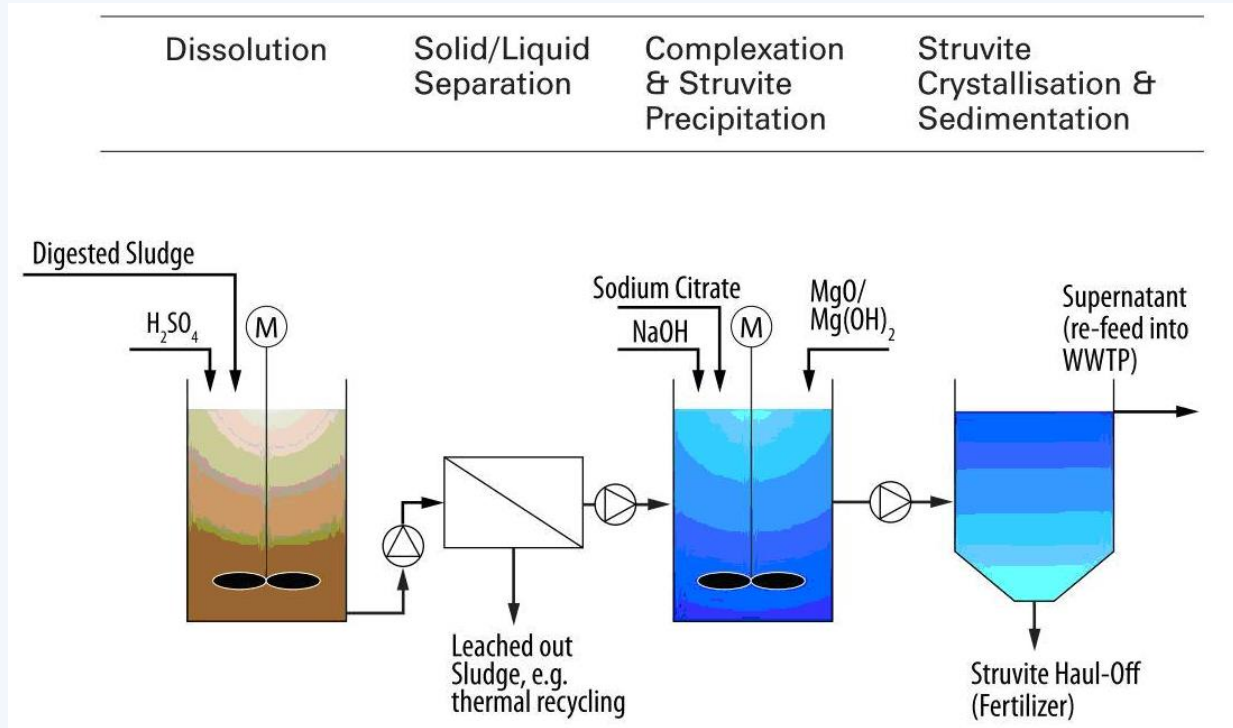 Dissolution
Solid/Liquid
Separation
Complexation
& Struvite
Precipitation
Struvite
Crystallisation &
Sedimentation
Digested Sludge
H₂SO₄
M
Sodium Citrate
NaOH
M
MgO/
Mg(OH)₂
Supernatant
(re-feed into
WWTP)
Leached out
Sludge, e.g.
thermal recycling
Struvite Haul-Off
(Fertilizer)